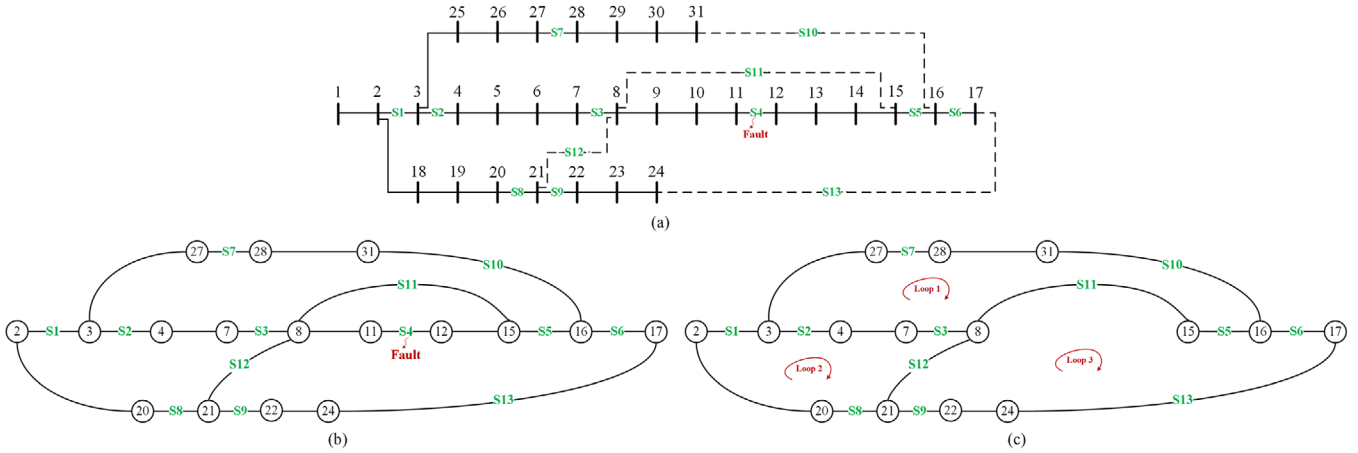 25 26 27 28 29 30 31
S7 S10
S11
1 2 3 4 5 6 7 8 9 10 11 12 13 14 15 16 17
S1 S2 S3 S4 S5 S6
Fault
S12
18 19 20 21 22 23 24
S8 S9 S13
(a)
27 S7 28 31
S10
S11
2 S1 3 S2 4 7 S3 8 11 S4 12 15 S5 16 S6 17
Fault
S12
S13
20 S8 21 S9 22 24
(b)
27 S7 28 31
S10
Loop 1
S11
2 S1 3 S2 4 7 S3 8 15 S5 16 S6 17
S12
Loop 2
Loop 3
S13
20 S8 21 S9 22 24
(c)